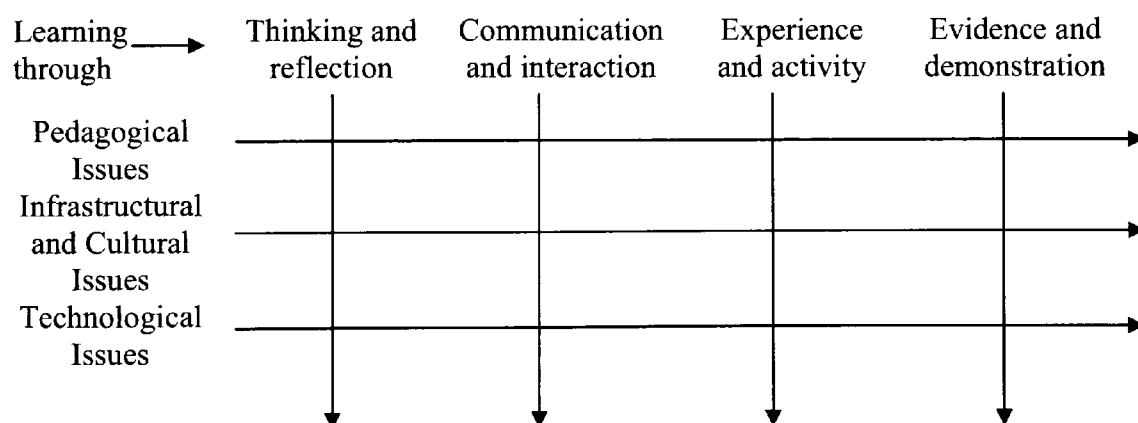 Learning
through
Thinking and
reflection
Communication
and interaction
Experience
and activity
Evidence and
demonstration
Pedagogical
Issues
Infrastructural
and Cultural
Issues
Technological
Issues